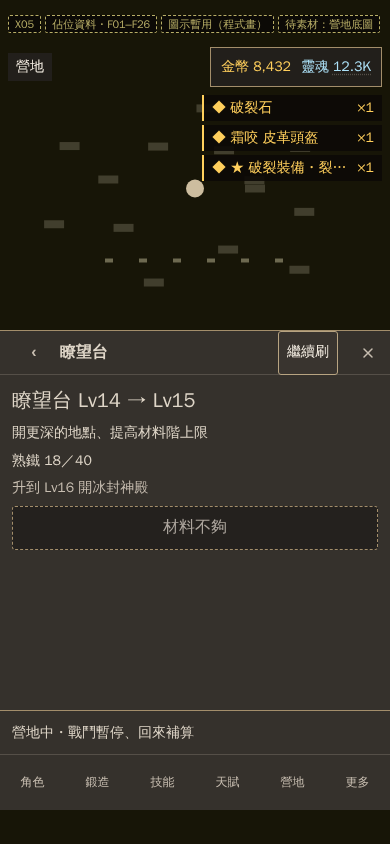 X05 佔位資料・F01–F26 圖示暫用（程式畫） 待素材：營地底圖
營地
金幣 8,432 靈魂 12.3K
◆ 破裂石 ×1
◆ 霜咬 皮革頭盔 ×1
◆ ★ 破裂裝備・裂⋯ ×1
‹ 瞭望台 繼續刷 ×
瞭望台 Lv14 → Lv15
開更深的地點、提高材料階上限
熟鐵 18／40
升到 Lv16 開冰封神殿
材料不夠
營地中・戰鬥暫停、回來補算
角色 鍛造 技能 天賦 營地 更多